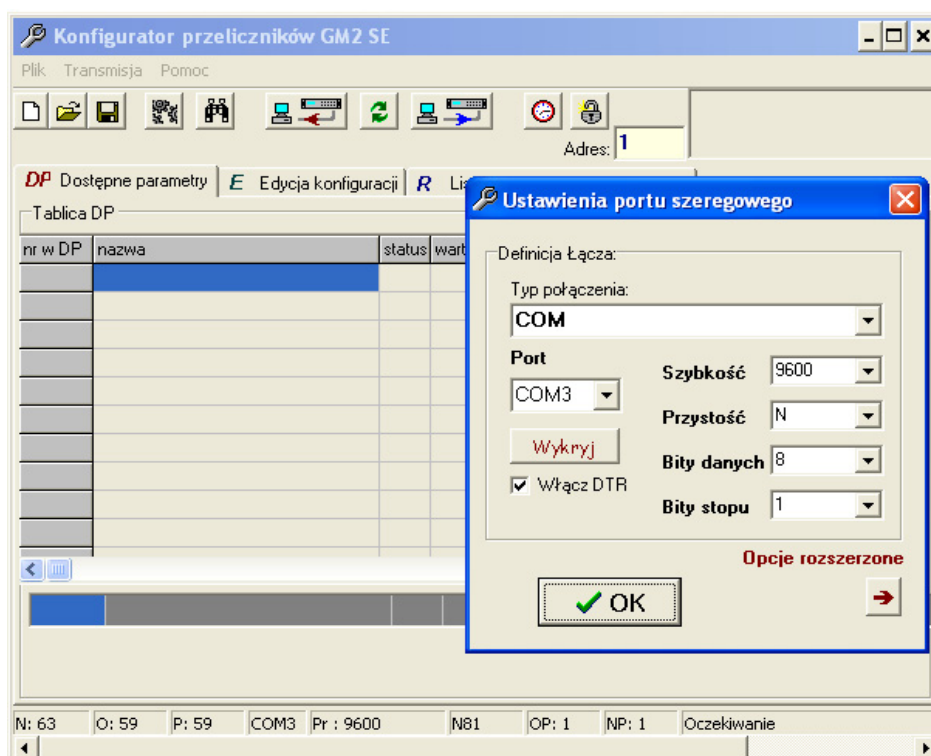 Konfigurator przeliczników GM2 SE
Plik Transmisja Pomoc
Adres: 1
DP Dostępne parametry E Edycja konfiguracji R
Tablica DP
nr w DP nazwa status
Ustawienia portu szeregowego
Definicja Łącza:
Typ połączenia:
COM
Port
COM3
Szybkość 9600
Przystość N
Wykryj
Bity danych 8
Włącz DTR
Bity stopu 1
Opcje rozszerzone
OK
N: 63 O: 59 P: 59 COM3 Pr : 9600 N81 OP: 1 NP: 1 Oczekiwanie